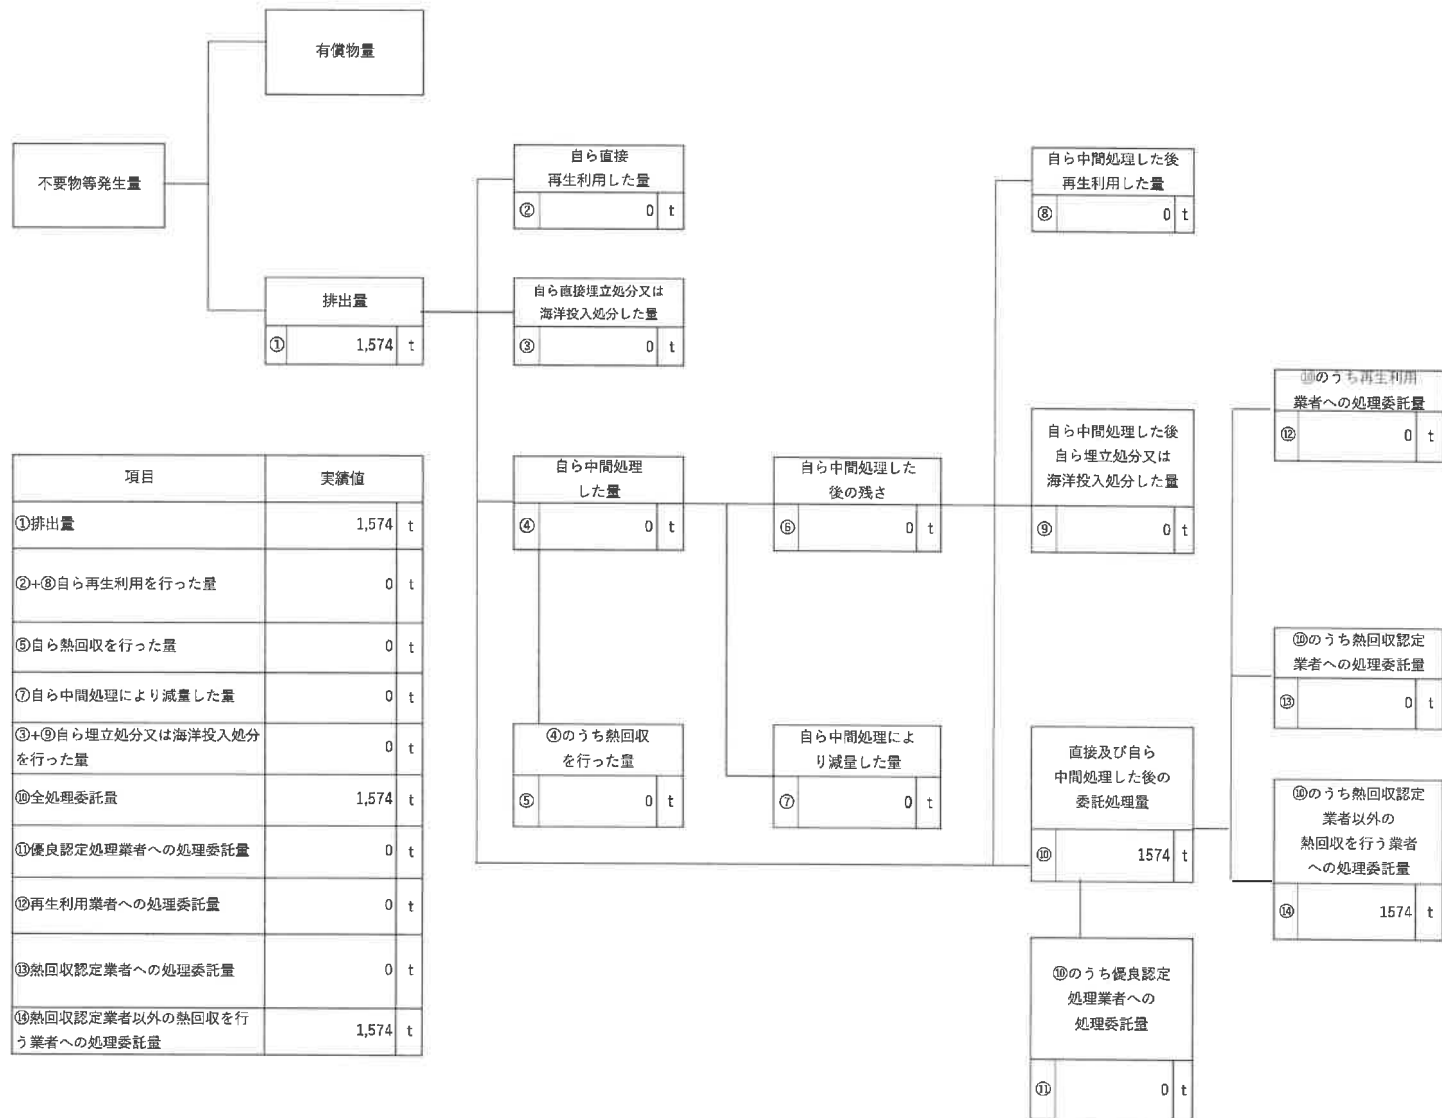 有償物量
不要物等発生量
自ら直接
再生利用した量
② 0 t
自ら中間処理した後
再生利用した量
⑧ 0 t
排出量
① 1,574 t
自ら直接埋立処分又は
海洋投入処分した量
③ 0 t
⑩のうち再生利用
業者への処理委託量
⑫ 0 t
自ら中間処理した後
自ら埋立処分又は
海洋投入処分した量
⑨ 0 t
自ら中間処理
した量
④ 0 t
自ら中間処理した
後の残さ
⑥ 0 t
項目 実績値
①排出量 1,574 t
②+⑧自ら再生利用を行った量 0 t
⑤自ら熱回収を行った量 0 t
⑦自ら中間処理により減量した量 0 t
③+⑨自ら埋立処分又は海洋投入処分
を行った量 0 t
⑩全処理委託量 1,574 t
⑪優良認定処理業者への処理委託量 0 t
⑫再生利用業者への処理委託量 0 t
⑬熱回収認定業者への処理委託量 0 t
⑭熱回収認定業者以外の熱回収を行
う業者への処理委託量 1,574 t
④のうち熱回収
を行った量
⑤ 0 t
自ら中間処理によ
り減量した量
⑦ 0 t
直接及び自ら
中間処理した後の
委託処理量
⑩ 1574 t
⑩のうち熱回収認定
業者への処理委託量
⑬ 0 t
⑩のうち熱回収認定
業者以外の
熱回収を行う業者
への処理委託量
⑭ 1574 t
⑩のうち優良認定
処理業者への
処理委託量
⑪ 0 t